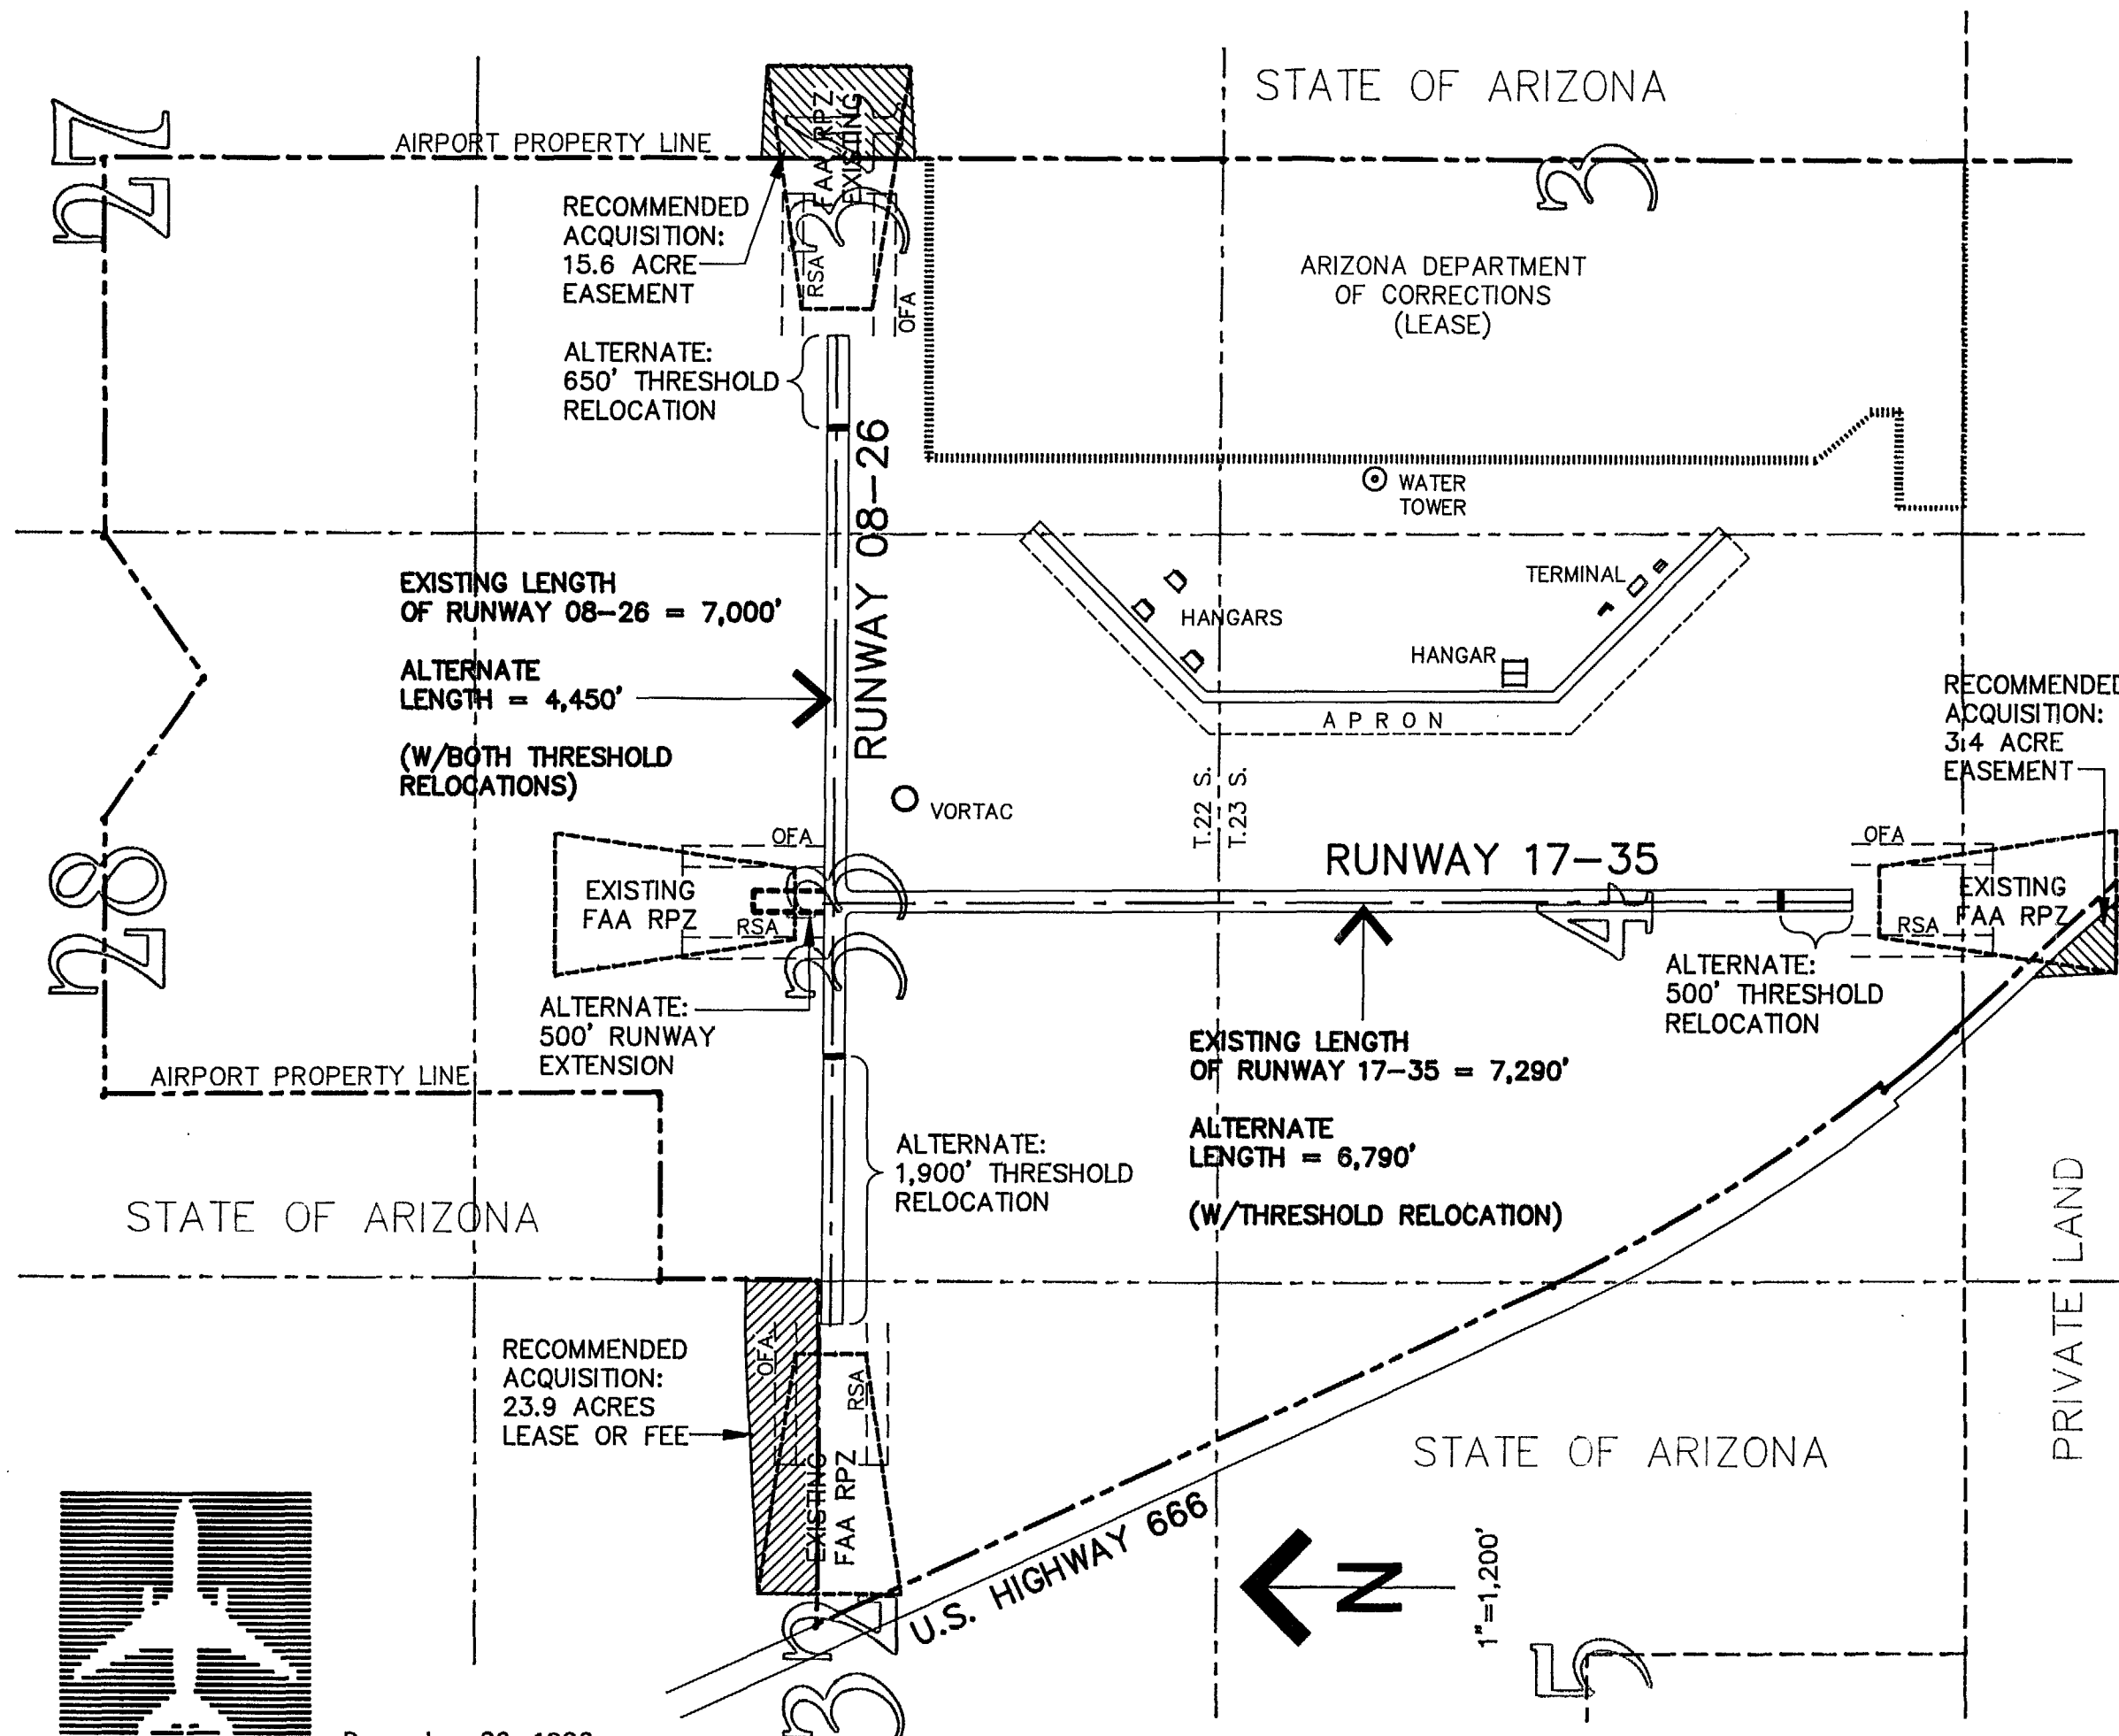 STATE OF ARIZONA
27
AIRPORT PROPERTY LINE
EXISTING
FAA RPZ
3
RECOMMENDED
ACQUISITION:
15.6 ACRE
EASEMENT
RSA
OFA
ARIZONA DEPARTMENT
OF CORRECTIONS
(LEASE)
ALTERNATE:
650' THRESHOLD
RELOCATION
RUNWAY 08-26
WATER
TOWER
EXISTING LENGTH
OF RUNWAY 08-26 = 7,000'
ALTERNATE
LENGTH = 4,450'
(W/BOTH THRESHOLD
RELOCATIONS)
HANGARS
TERMINAL
HANGAR
APRON
RECOMMENDED
ACQUISITION:
3.4 ACRE
EASEMENT
VORTAC
T.22 S.
T.23 S.
28
OFA
EXISTING
FAA RPZ
RSA
RUNWAY 17-35
4
OFA
EXISTING
FAA RPZ
RSA
ALTERNATE:
500' RUNWAY
EXTENSION
ALTERNATE:
500' THRESHOLD
RELOCATION
EXISTING LENGTH
OF RUNWAY 17-35 = 7,290'
ALTERNATE
LENGTH = 6,790'
(W/THRESHOLD RELOCATION)
AIRPORT PROPERTY LINE
ALTERNATE:
1,900' THRESHOLD
RELOCATION
STATE OF ARIZONA
PRIVATE LAND
RECOMMENDED
ACQUISITION:
23.9 ACRES
LEASE OR FEE
OFA
RSA
EXISTING
FAA RPZ
STATE OF ARIZONA
U.S. HIGHWAY 666
N
1"=1,200'
5